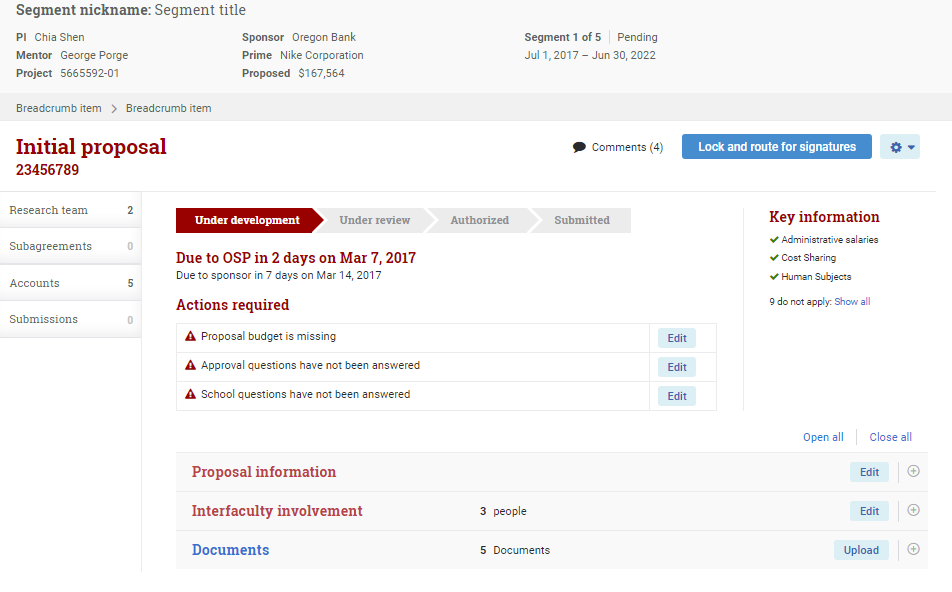 Segment nickname: Segment title
PI Chia Shen
Mentor George Porge
Project 5665592-01
Sponsor Oregon Bank
Prime Nike Corporation
Proposed $167,564
Segment 1 of 5 Pending
Jul 1, 2017 – Jun 30, 2022
Breadcrumb item Breadcrumb item
Initial proposal
23456789
Comments (4)
Lock and route for signatures
Research team 2
Subagreements 0
Accounts 5
Submissions 0
Under development Under review Authorized Submitted
Due to OSP in 2 days on Mar 7, 2017
Due to sponsor in 7 days on Mar 14, 2017
Actions required
Proposal budget is missing Edit
Approval questions have not been answered Edit
School questions have not been answered Edit
Key information
Administrative salaries
Cost Sharing
Human Subjects
9 do not apply: Show all
Open all Close all
Proposal information Edit
Interfaculty involvement 3 people Edit
Documents 5 Documents Upload